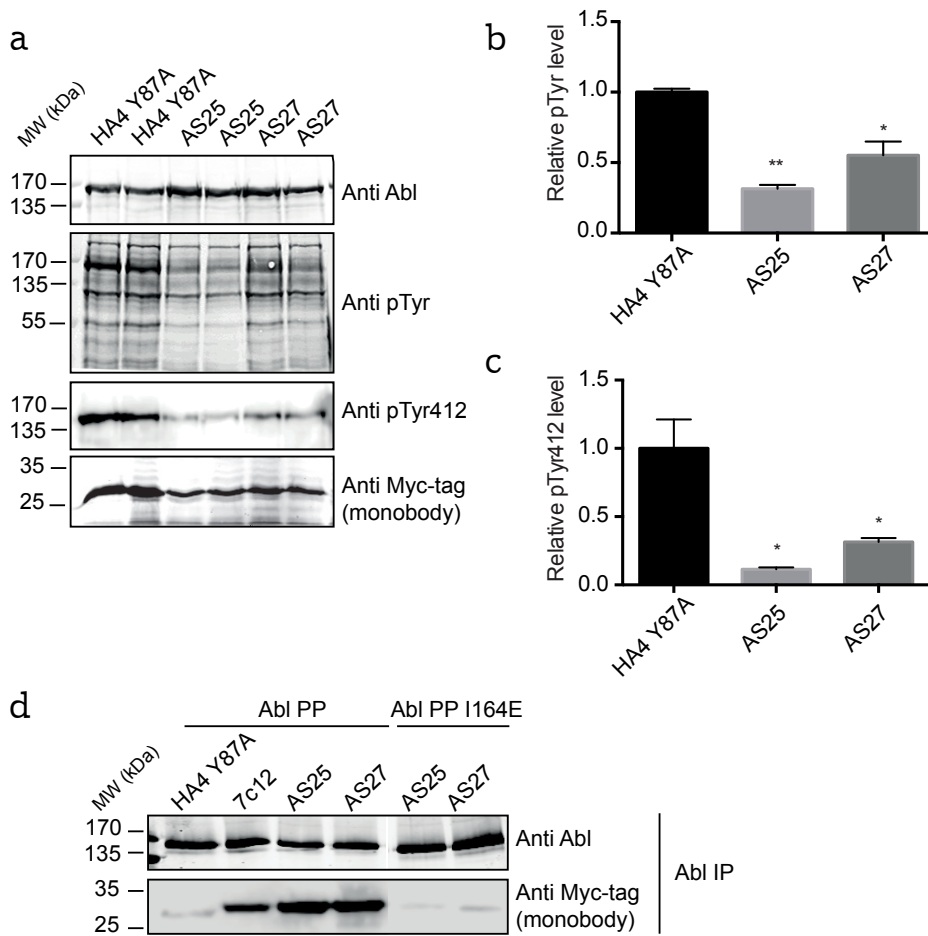 a
MW (kDa)
HA4 Y87A
HA4 Y87A
AS25
AS25
AS27
AS27
170
135
Anti Abl
170
135
55
Anti pTyr
170
135
Anti pTyr412
35
25
Anti Myc-tag
(monobody)
b
Relative pTyr level
1.5
1.0
0.5
0.0
**
*
HA4 Y87A
AS25
AS27
c
Relative pTyr412 level
1.5
1.0
0.5
0.0
*
*
HA4 Y87A
AS25
AS27
d
Abl PP
Abl PP I164E
MW (kDa)
HA4 Y87A
7c12
AS25
AS27
AS25
AS27
170
135
Anti Abl
35
25
Anti Myc-tag
(monobody)
Abl IP